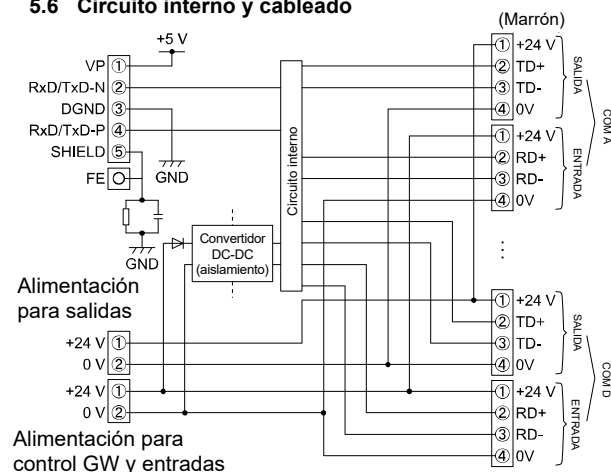 5.6 Circuito interno y cableado
(Marrón)
+5 V
VP ①
RxD/TxD-N ②
DGND ③
RxD/TxD-P ④
SHIELD ⑤
FE
GND
GND
Circuito interno
Convertidor
DC-DC
(aislamiento)
① +24 V
② TD+
③ TD-
④ 0V
SALIDA
① +24 V
② RD+
③ RD-
④ 0V
ENTRADA
COM A
⋮
① +24 V
② TD+
③ TD-
④ 0V
SALIDA
① +24 V
② RD+
③ RD-
④ 0V
ENTRADA
COM D
Alimentación
para salidas
+24 V ①
0 V ②
+24 V ①
0 V ②
Alimentación para
control GW y entradas